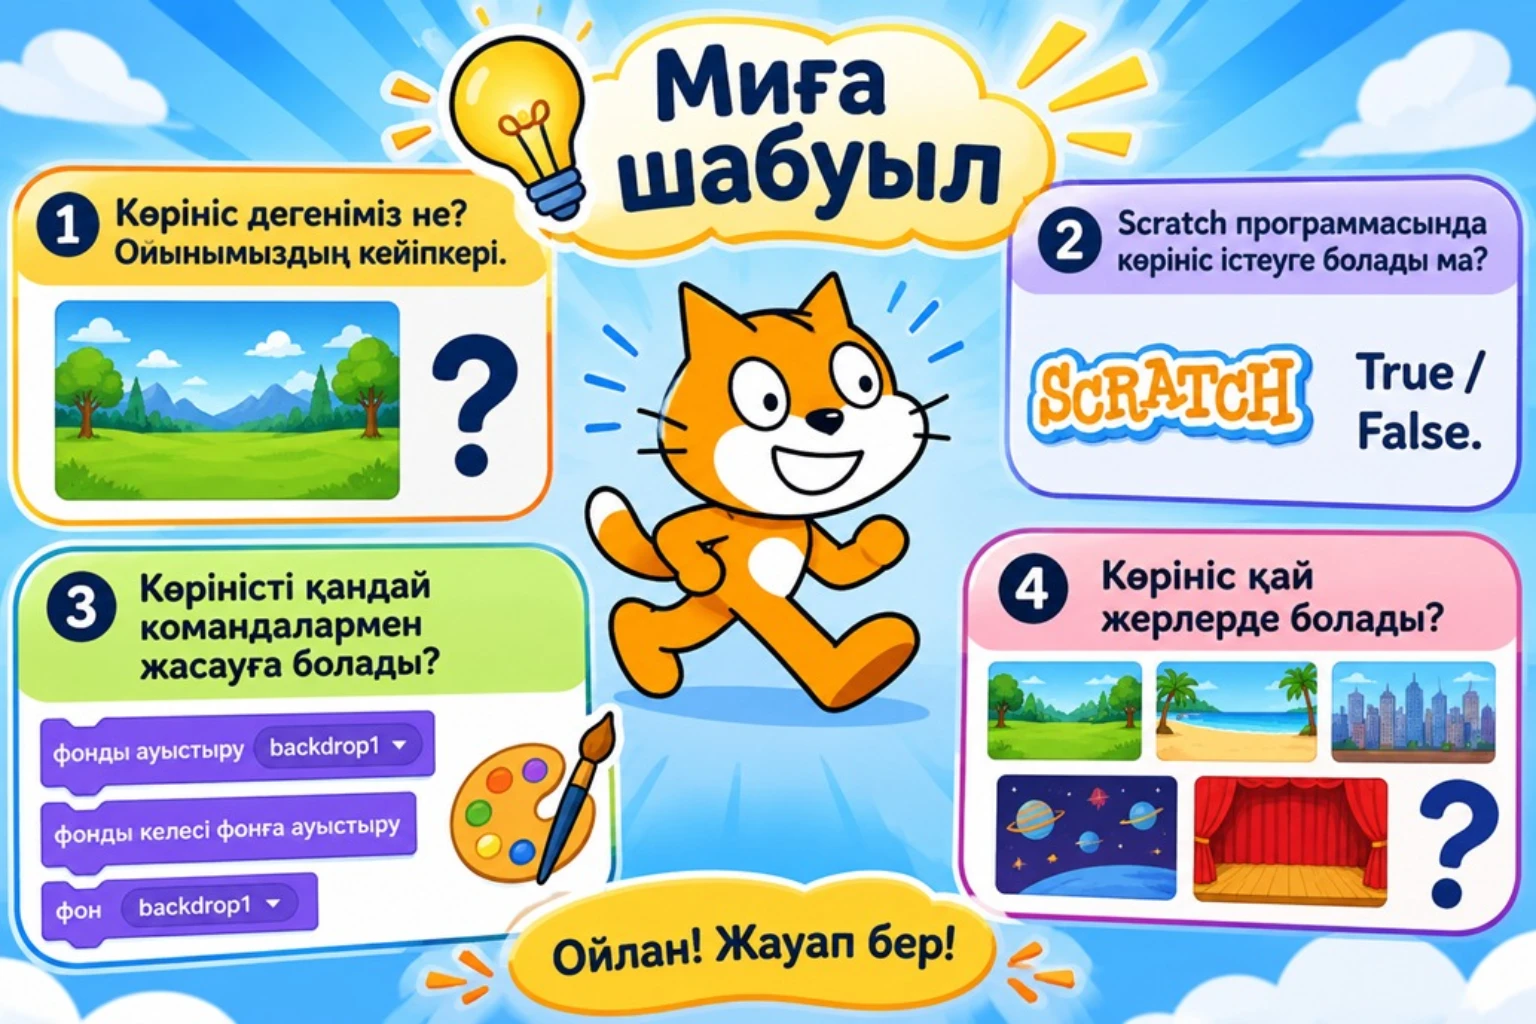 Миға
шабуыл
1
Көрініс дегеніміз не?
Ойынымыздың кейіпкері.
?
2
Scratch программасында
көрініс істеуге болады ма?
SCRATCH
True /
False.
3
Көріністі қандай
командалармен
жасауға болады?
фонды ауыстыру backdrop1
фонды келесі фонға ауыстыру
фон backdrop1
4
Көрініс қай
жерлерде болады?
?
Ойлан! Жауап бер!